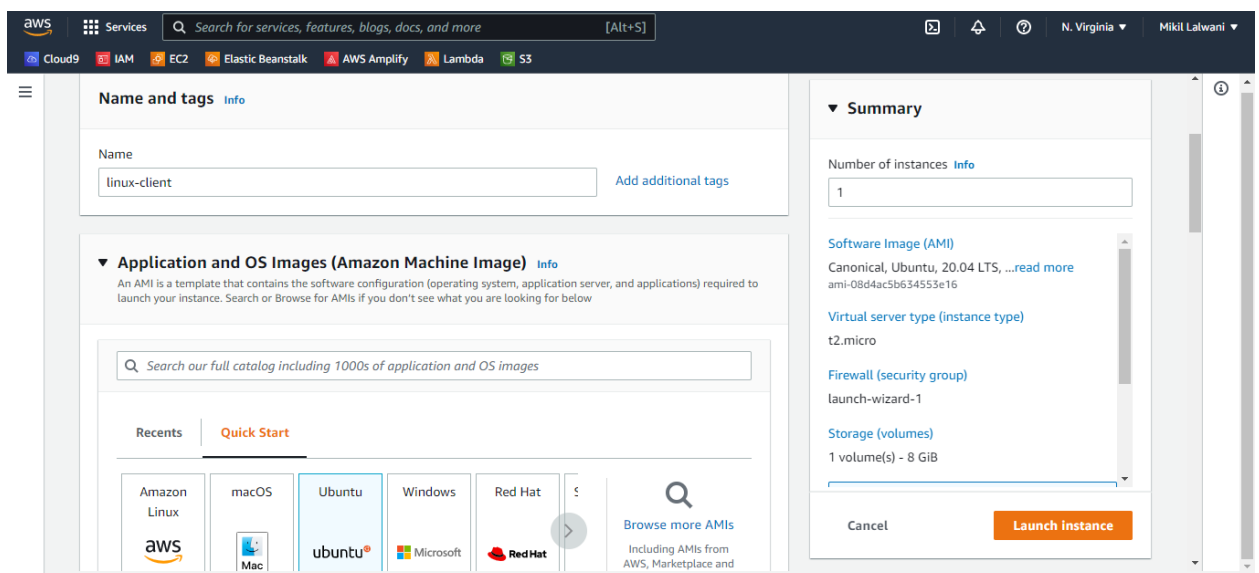 aws Services Search for services, features, blogs, docs, and more [Alt+S] N. Virginia ▼ Mikil Lalwani ▼
Cloud9 IAM EC2 Elastic Beanstalk AWS Amplify Lambda S3
Name and tags Info
Name
linux-client
Add additional tags
▼ Application and OS Images (Amazon Machine Image) Info
An AMI is a template that contains the software configuration (operating system, application server, and applications) required to
launch your instance. Search or Browse for AMIs if you don't see what you are looking for below
Search our full catalog including 1000s of application and OS images
Recents
Quick Start
Amazon
Linux
aws
macOS
Mac
Ubuntu
ubuntu
Windows
Microsoft
Red Hat
Red Hat
S
Browse more AMIs
Including AMIs from
AWS, Marketplace and
▼ Summary
Number of instances Info
1
Software Image (AMI)
Canonical, Ubuntu, 20.04 LTS, ...read more
ami-08d4ac5b634553e16
Virtual server type (instance type)
t2.micro
Firewall (security group)
launch-wizard-1
Storage (volumes)
1 volume(s) - 8 GiB
Cancel
Launch instance